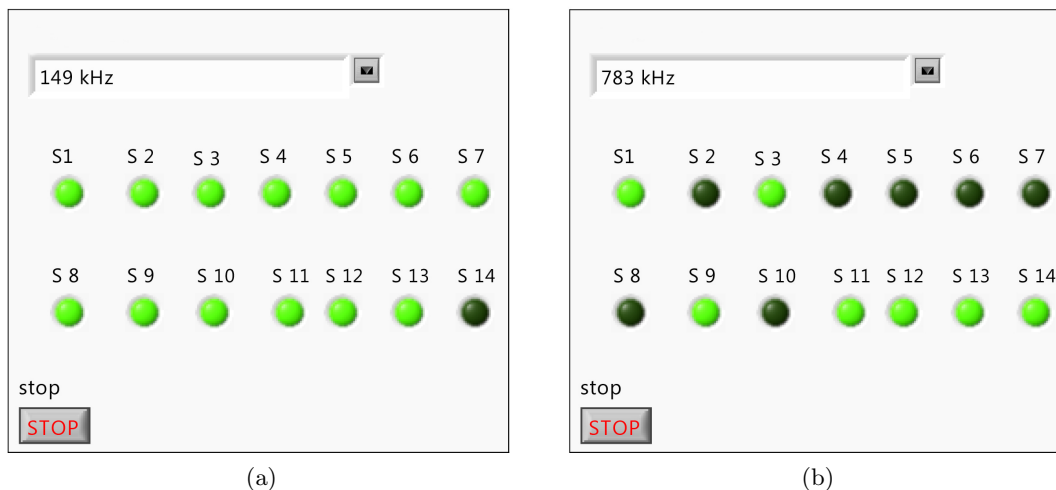 149 kHz
S1 S 2 S 3 S 4 S 5 S 6 S 7
S 8 S 9 S 10 S 11 S 12 S 13 S 14
stop
STOP
(a)
783 kHz
S1 S 2 S 3 S 4 S 5 S 6 S 7
S 8 S 9 S 10 S 11 S 12 S 13 S 14
stop
STOP
(b)